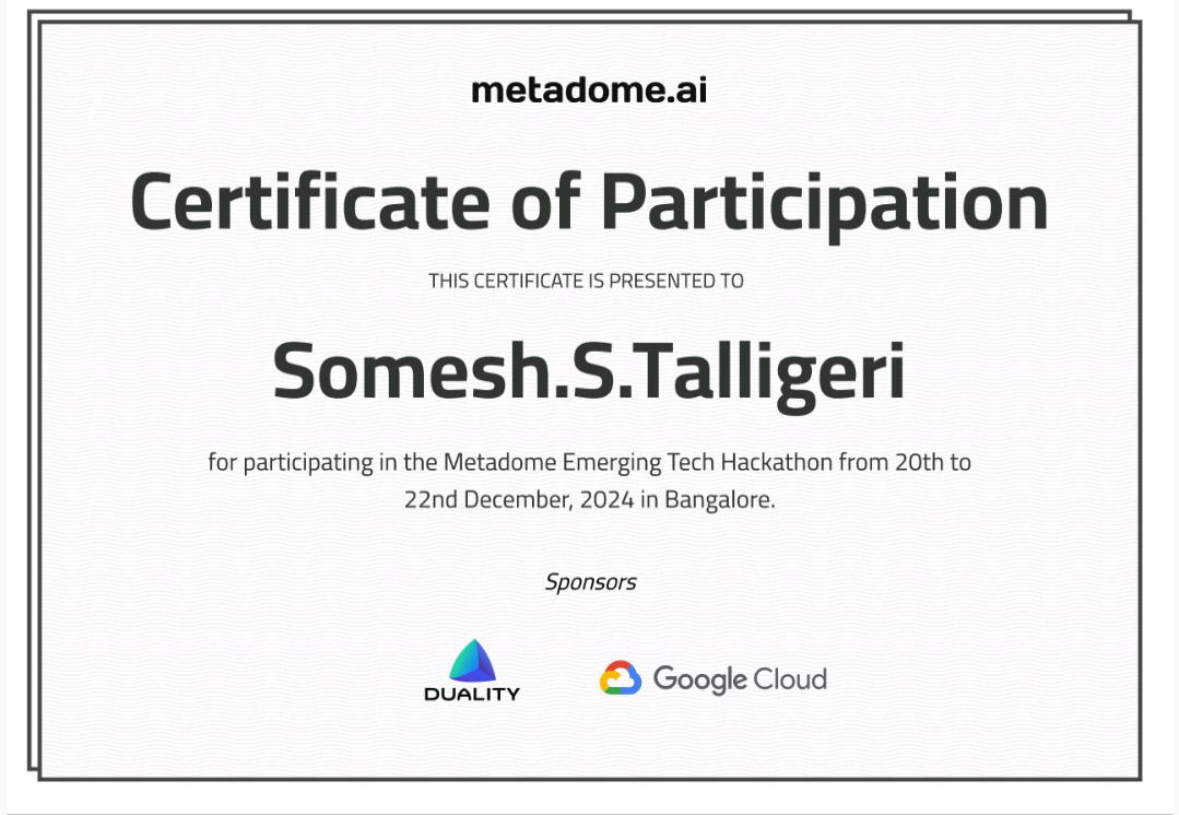 metadome.ai
Certificate of Participation
THIS CERTIFICATE IS PRESENTED TO
Somesh.S.Talligeri
for participating in the Metadome Emerging Tech Hackathon from 20th to
22nd December, 2024 in Bangalore.
Sponsors
DUALITY
Google Cloud